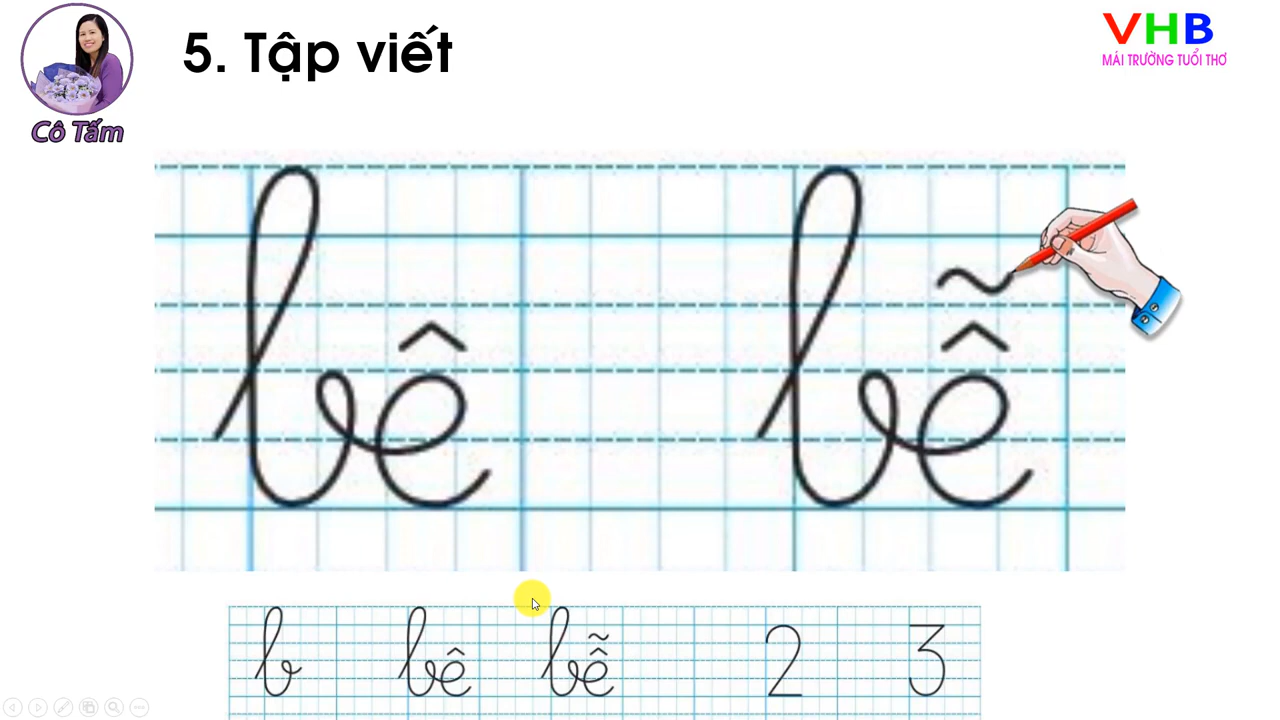 5. Tập viết
VHB
MÁI TRƯỜNG TUỔI THƠ
Cô Tấm
bê bễ
b bê bễ 2 3